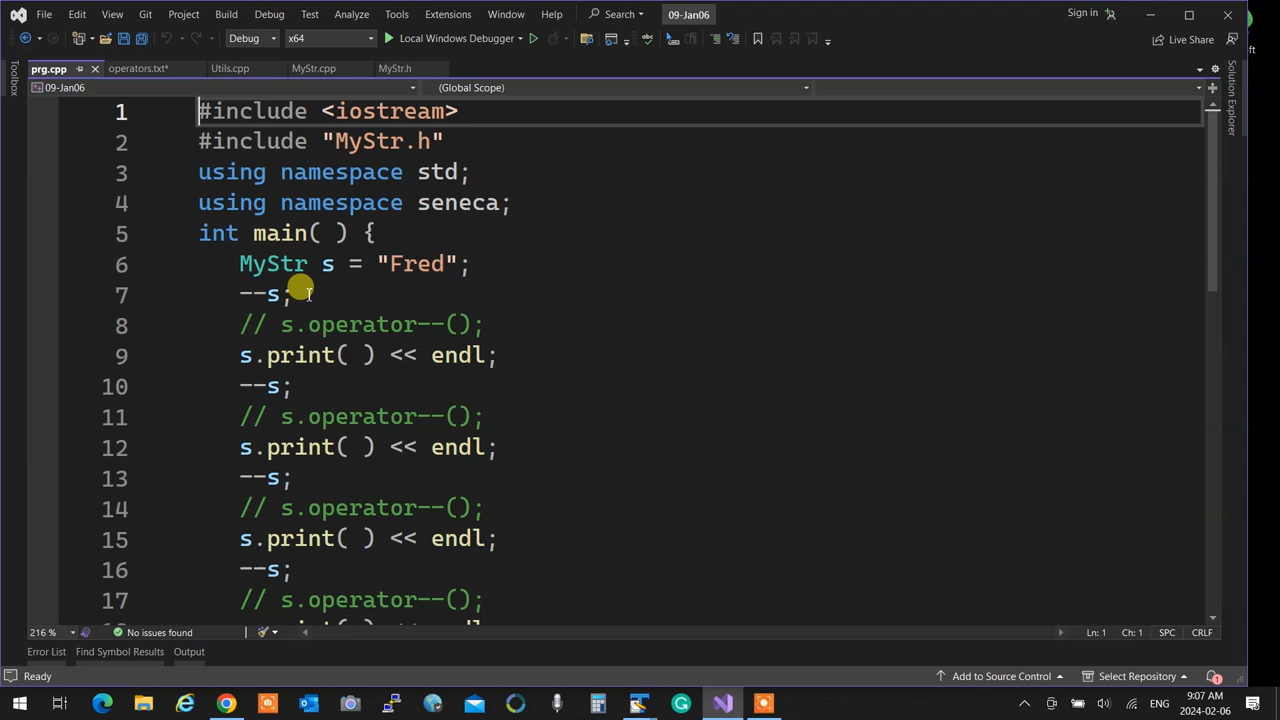 File Edit View Git Project Build Debug Test Analyze Tools Extensions Window Help Search 09-Jan06 Sign in
Debug x64 Local Windows Debugger Live Share
prg.cpp operators.txt* Utils.cpp MyStr.cpp MyStr.h
09-Jan06 (Global Scope)
Toolbox
Solution Explorer
1 #include <iostream>
2 #include "MyStr.h"
3 using namespace std;
4 using namespace seneca;
5 int main( ) {
6 MyStr s = "Fred";
7 --s;
8 // s.operator--();
9 s.print( ) << endl;
10 --s;
11 // s.operator--();
12 s.print( ) << endl;
13 --s;
14 // s.operator--();
15 s.print( ) << endl;
16 --s;
17 // s.operator--();
216 % No issues found Ln: 1 Ch: 1 SPC CRLF
Error List Find Symbol Results Output
Ready Add to Source Control Select Repository 1
ENG 9:07 AM
2024-02-06